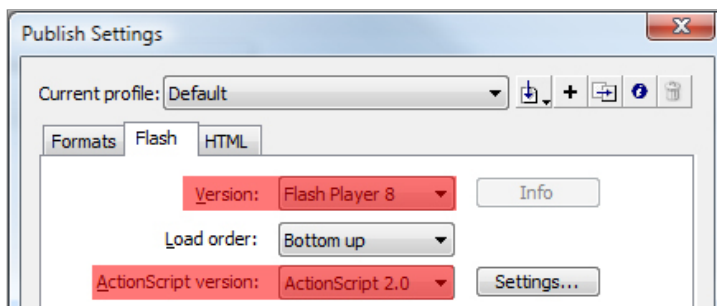 Publish Settings
Current profile: Default
Formats Flash HTML
Version: Flash Player 8 Info
Load order: Bottom up
ActionScript version: ActionScript 2.0 Settings...